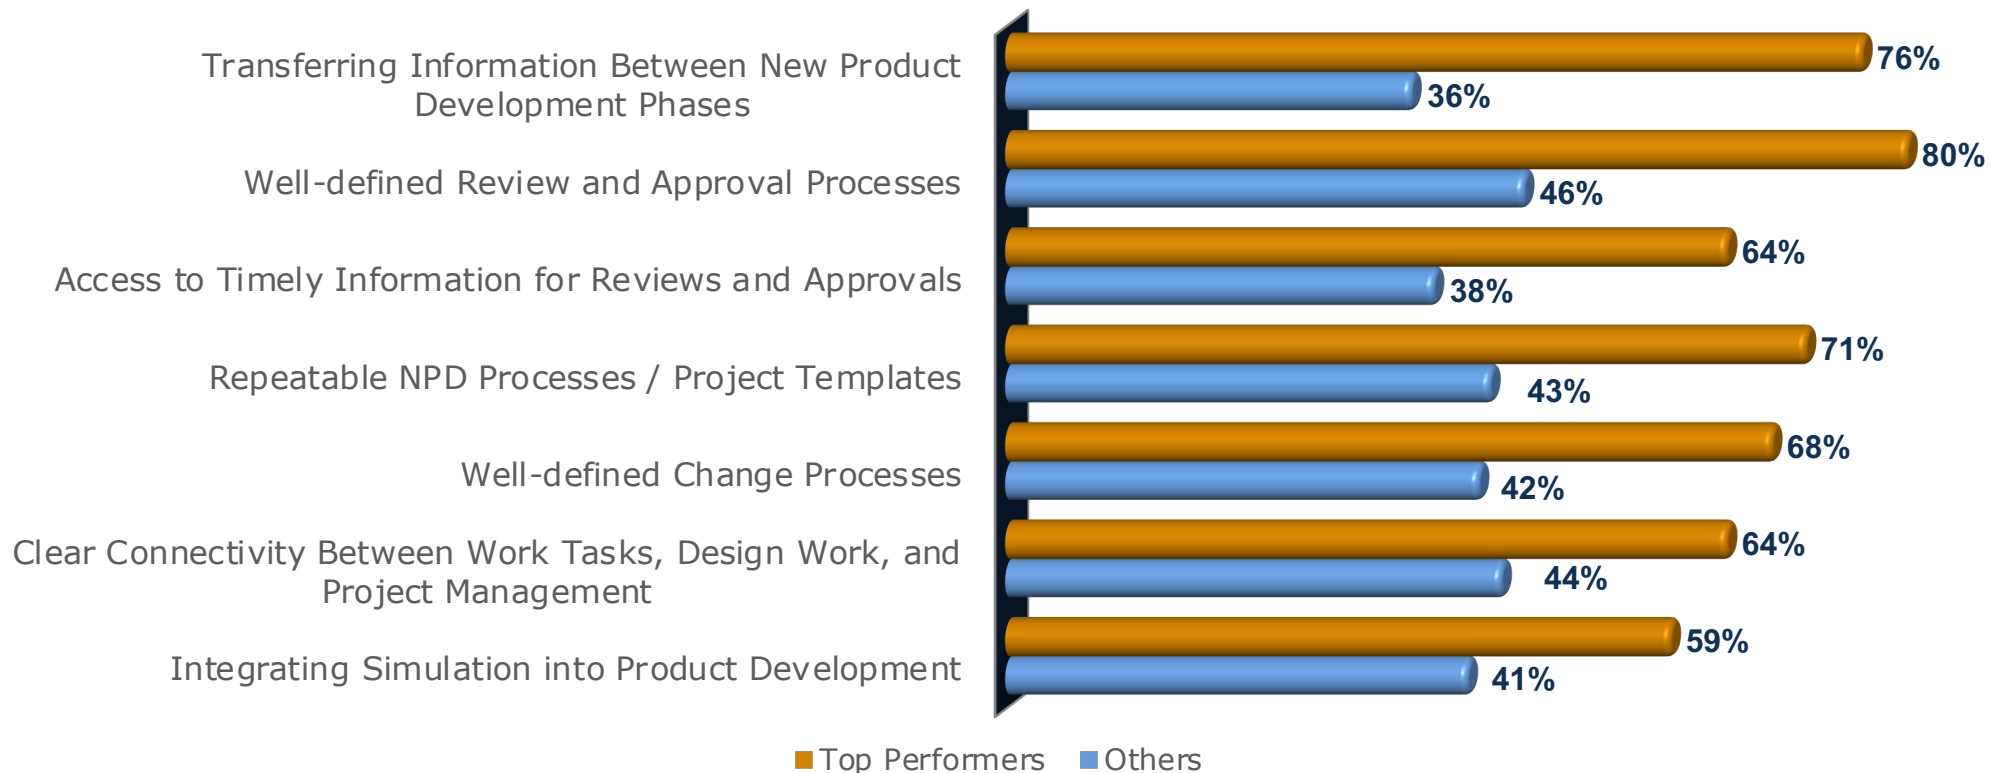 Transferring Information Between New Product
Development Phases
76%
36%
Well-defined Review and Approval Processes
80%
46%
Access to Timely Information for Reviews and Approvals
64%
38%
Repeatable NPD Processes / Project Templates
71%
43%
Well-defined Change Processes
68%
42%
Clear Connectivity Between Work Tasks, Design Work, and
Project Management
64%
44%
Integrating Simulation into Product Development
59%
41%
Top Performers
Others